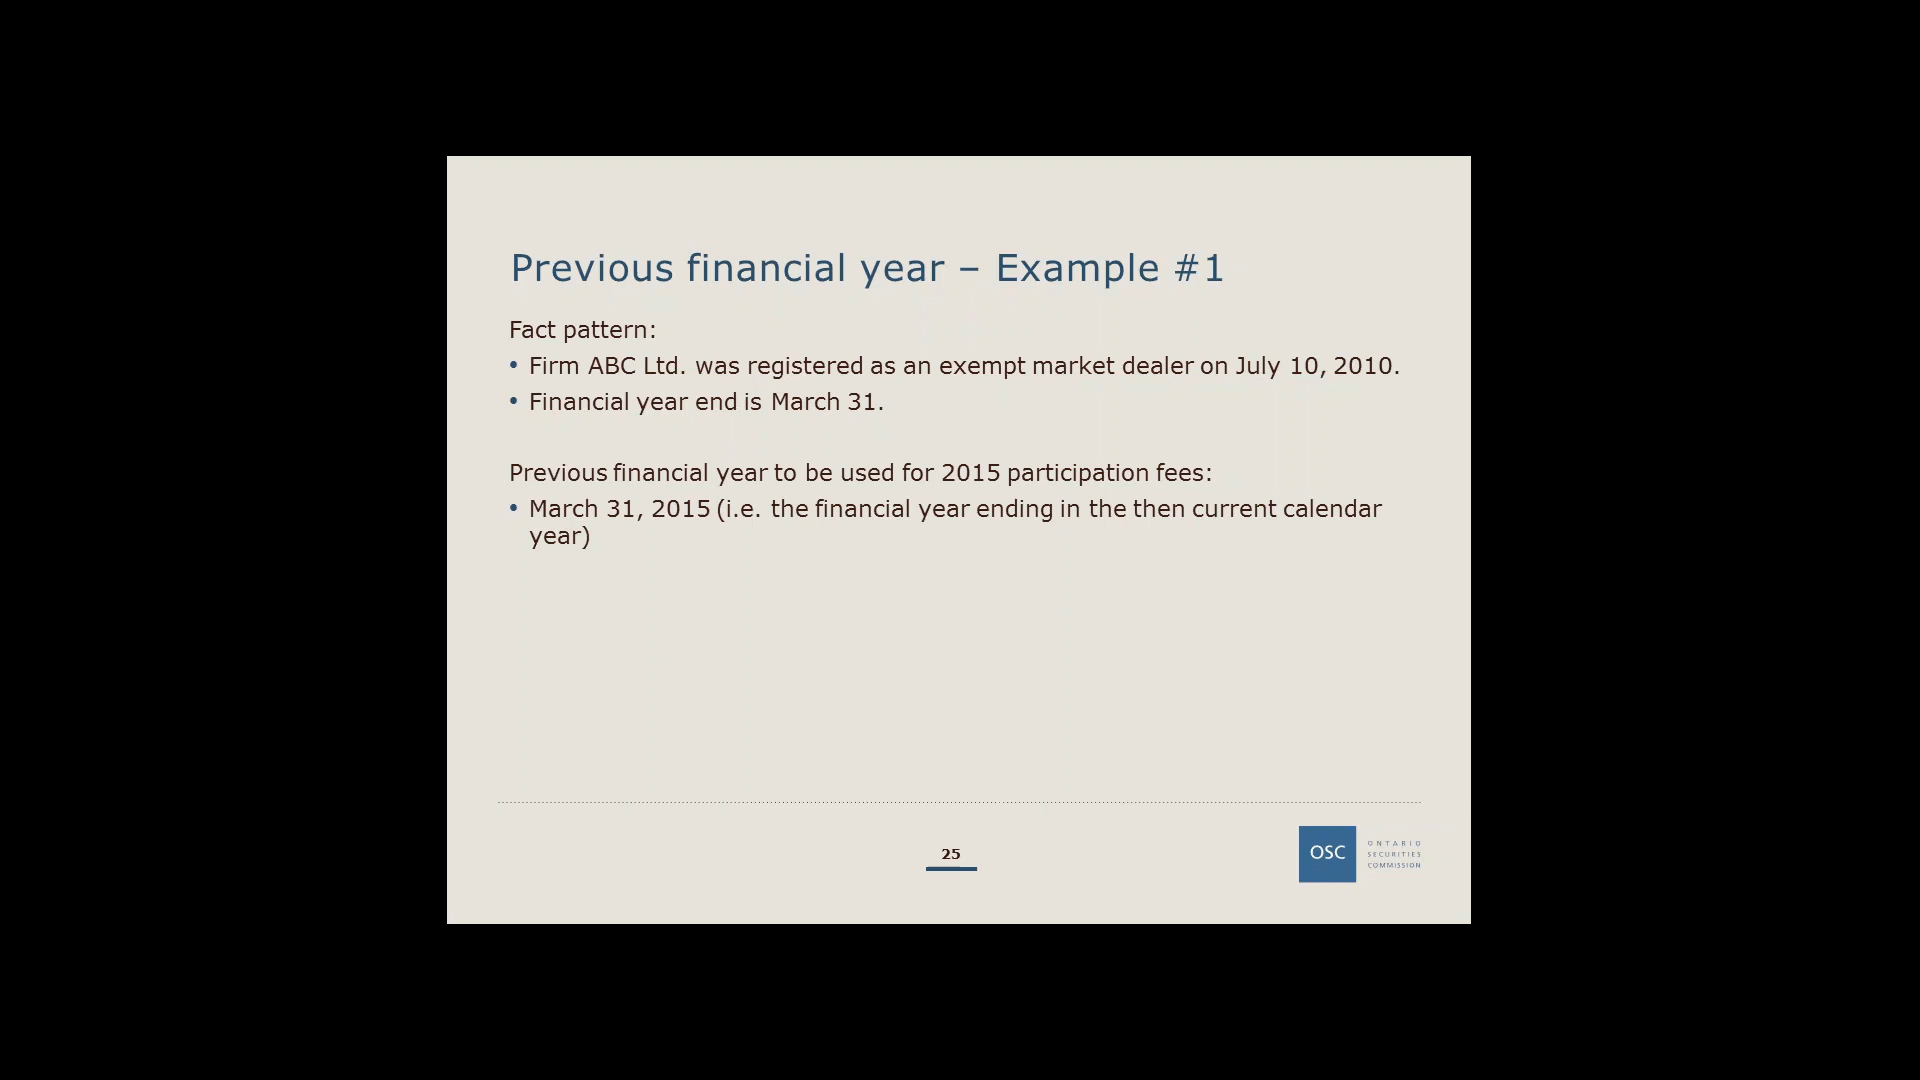 Previous financial year – Example #1
Fact pattern:
• Firm ABC Ltd. was registered as an exempt market dealer on July 10, 2010.
• Financial year end is March 31.
Previous financial year to be used for 2015 participation fees:
• March 31, 2015 (i.e. the financial year ending in the then current calendar
year)
25
OSC
ONTARIO
SECURITIES
COMMISSION